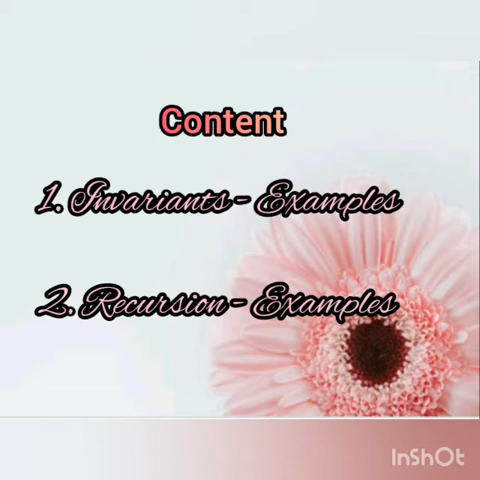 Content
1. Invariants - Examples
2. Recursion - Examples
InShOt